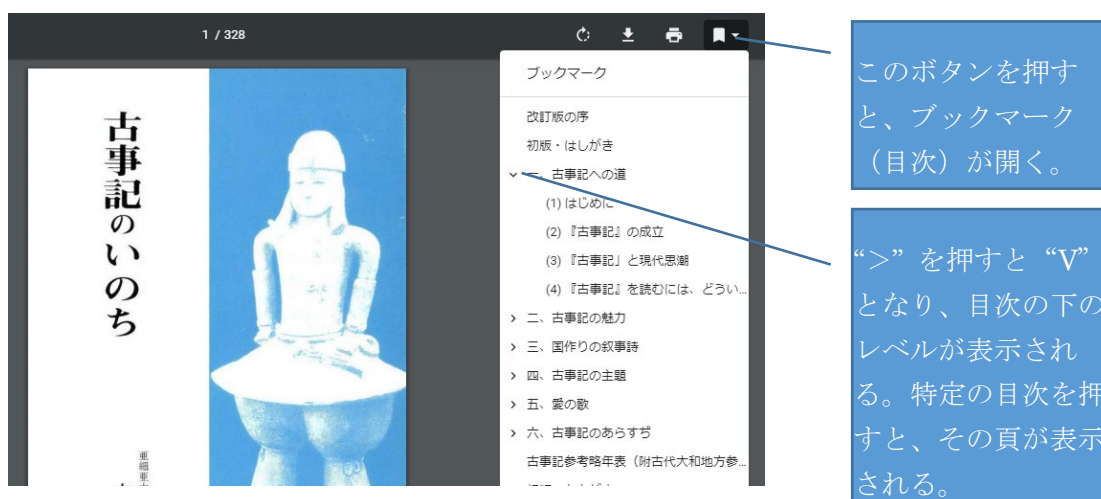 1 / 328
古事記のいのち
亜細亜
ブックマーク
改訂版の序
初版・はしがき
一、古事記への道
(1) はじめに
(2) 『古事記』の成立
(3) 『古事記」と現代思潮
(4) 『古事記』を読むには、どうい...
二、古事記の魅力
三、国作りの叙事詩
四、古事記の主題
五、愛の歌
六、古事記のあらすぢ
古事記参考略年表（附古代大和地方参...
このボタンを押す
と、ブックマーク
（目次）が開く。
“＞”を押すと“V”
となり、目次の下の
レベルが表示され
る。特定の目次を押
すと、その頁が表示
される。